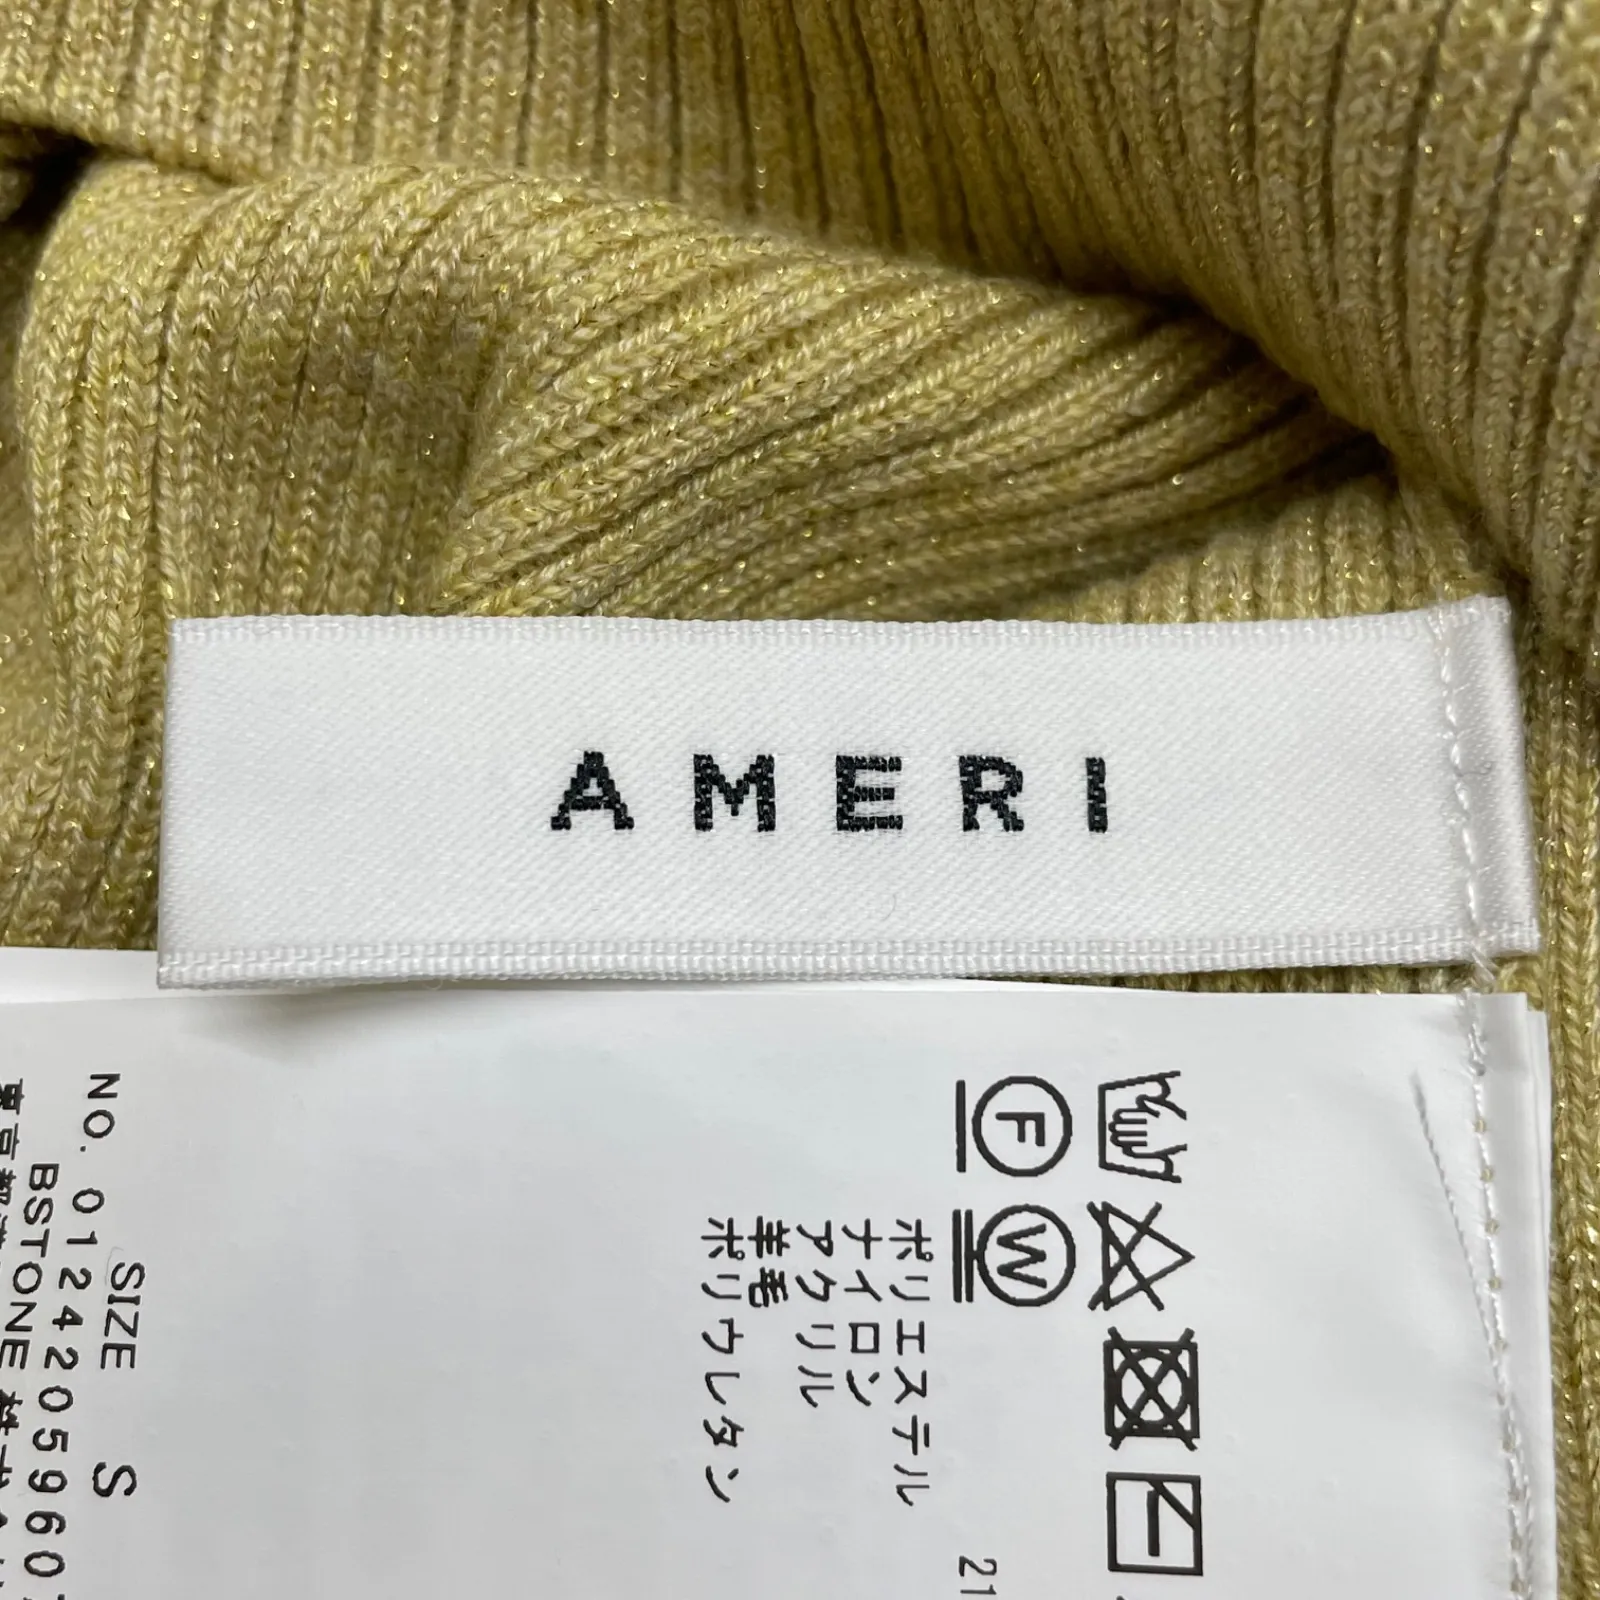 AMERI
F
W
ポリエステル
ナイロン
アクリル
羊毛
ポリウレタン
21
SIZE S
NO. 0124205960
BSTONE